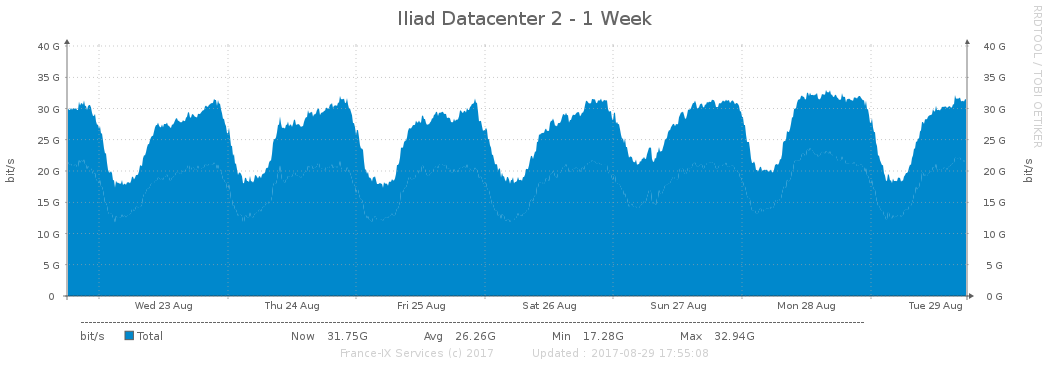 Iliad Datacenter 2 - 1 Week
RRDTOOL / TOBI OETIKER
40 G 40 G
35 G 35 G
30 G 30 G
25 G 25 G
20 G 20 G
15 G 15 G
10 G 10 G
5 G 5 G
0 0 G
bit/s
bit/s
Wed 23 Aug Thu 24 Aug Fri 25 Aug Sat 26 Aug Sun 27 Aug Mon 28 Aug Tue 29 Aug
bit/s Total Now 31.75G Avg 26.26G Min 17.28G Max 32.94G
France-IX Services (c) 2017 Updated : 2017-08-29 17:55:08